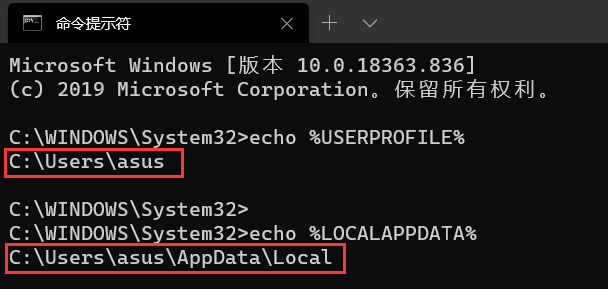 命令提示符
Microsoft Windows [版本 10.0.18363.836]
(c) 2019 Microsoft Corporation。保留所有权利。
C:\WINDOWS\System32>echo %USERPROFILE%
C:\Users\asus
C:\WINDOWS\System32>
C:\WINDOWS\System32>echo %LOCALAPPDATA%
C:\Users\asus\AppData\Local